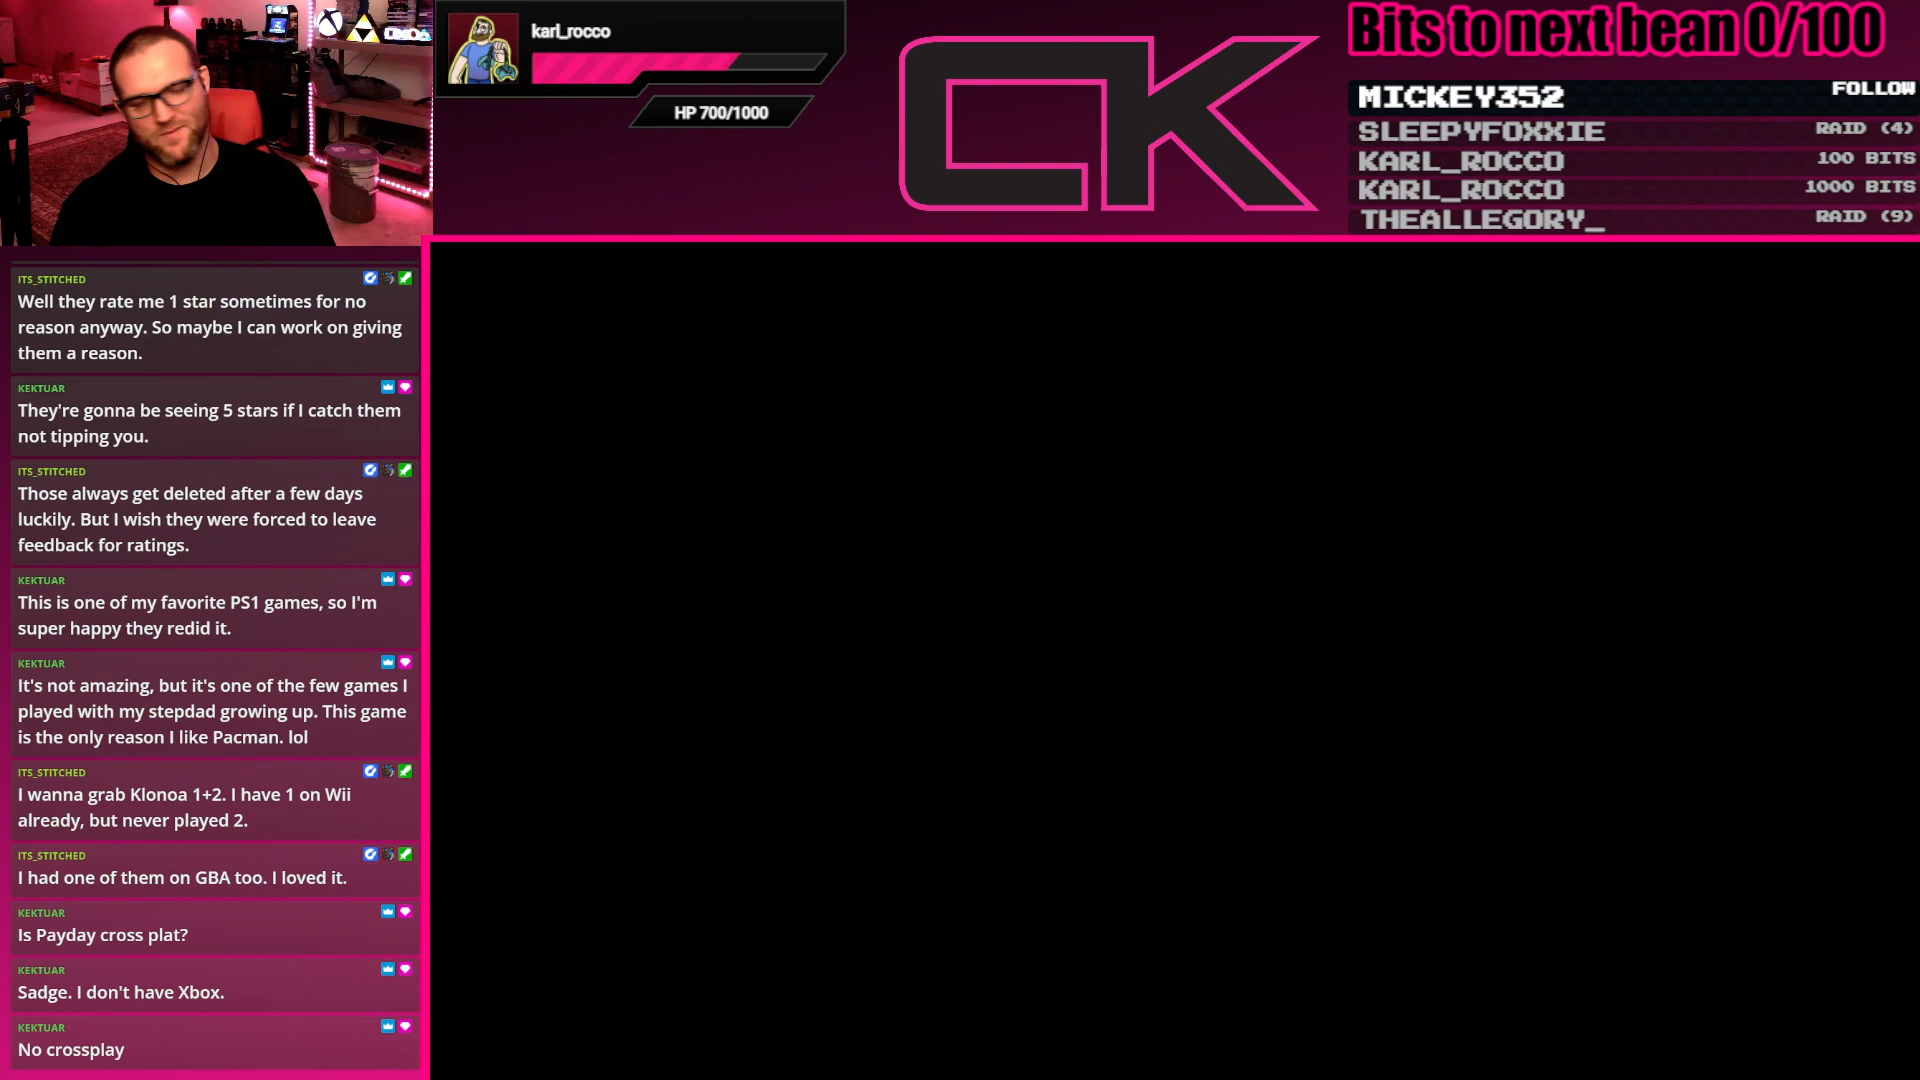 karl_rocco
HP 700/1000
CK
Bits to next bean 0/100
MICKEY352 FOLLOW
SLEEPYFOXXIE RAID (4)
KARL_ROCCO 100 BITS
KARL_ROCCO 1000 BITS
THEALLEGORY_ RAID (9)
ITS_STITCHED
Well they rate me 1 star sometimes for no
reason anyway. So maybe I can work on giving
them a reason.
KEKTUAR
They're gonna be seeing 5 stars if I catch them
not tipping you.
ITS_STITCHED
Those always get deleted after a few days
luckily. But I wish they were forced to leave
feedback for ratings.
KEKTUAR
This is one of my favorite PS1 games, so I'm
super happy they redid it.
KEKTUAR
It's not amazing, but it's one of the few games I
played with my stepdad growing up. This game
is the only reason I like Pacman. lol
ITS_STITCHED
I wanna grab Klonoa 1+2. I have 1 on Wii
already, but never played 2.
ITS_STITCHED
I had one of them on GBA too. I loved it.
KEKTUAR
Is Payday cross plat?
KEKTUAR
Sadge. I don't have Xbox.
KEKTUAR
No crossplay